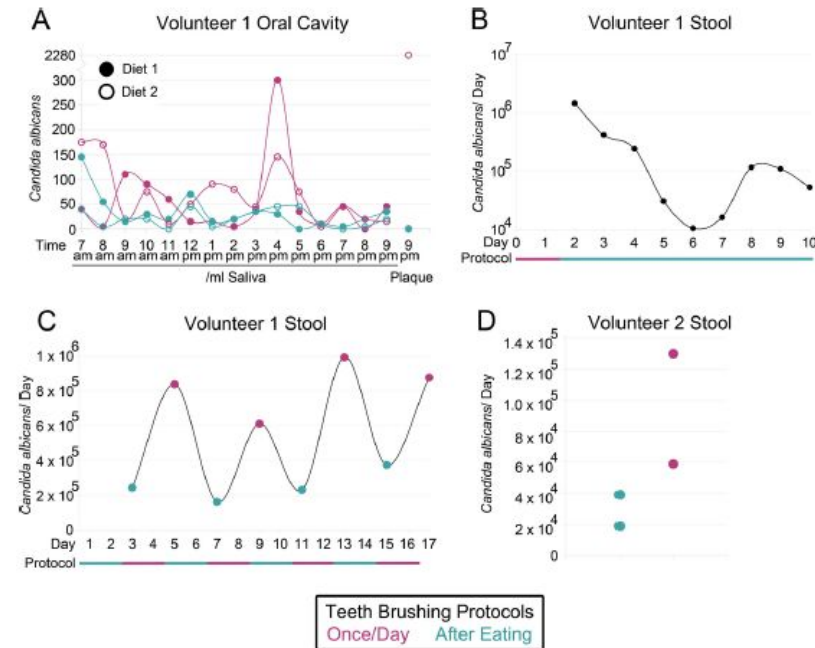 A
Volunteer 1 Oral Cavity
Candida albicans
2280
300
250
200
150
100
50
0
Diet 1
Diet 2
Time 7 8 9 10 11 12 1 2 3 4 5 6 7 8 9 9
am am am am am pm pm pm pm pm pm pm pm pm pm pm
/ml Saliva
Plaque
B
Volunteer 1 Stool
Candida albicans/ Day
10^7
10^6
10^5
10^4
Day 0 1 2 3 4 5 6 7 8 9 10
Protocol
C
Volunteer 1 Stool
Candida albicans/ Day
1 x 10^6
8 x 10^5
6 x 10^5
4 x 10^5
2 x 10^5
0
Day 1 2 3 4 5 6 7 8 9 10 11 12 13 14 15 16 17
Protocol
D
Volunteer 2 Stool
Candida albicans/ Day
1.4 x 10^5
1.2 x 10^5
1.0 x 10^5
8 x 10^4
6 x 10^4
4 x 10^4
2 x 10^4
0
Teeth Brushing Protocols
Once/Day After Eating